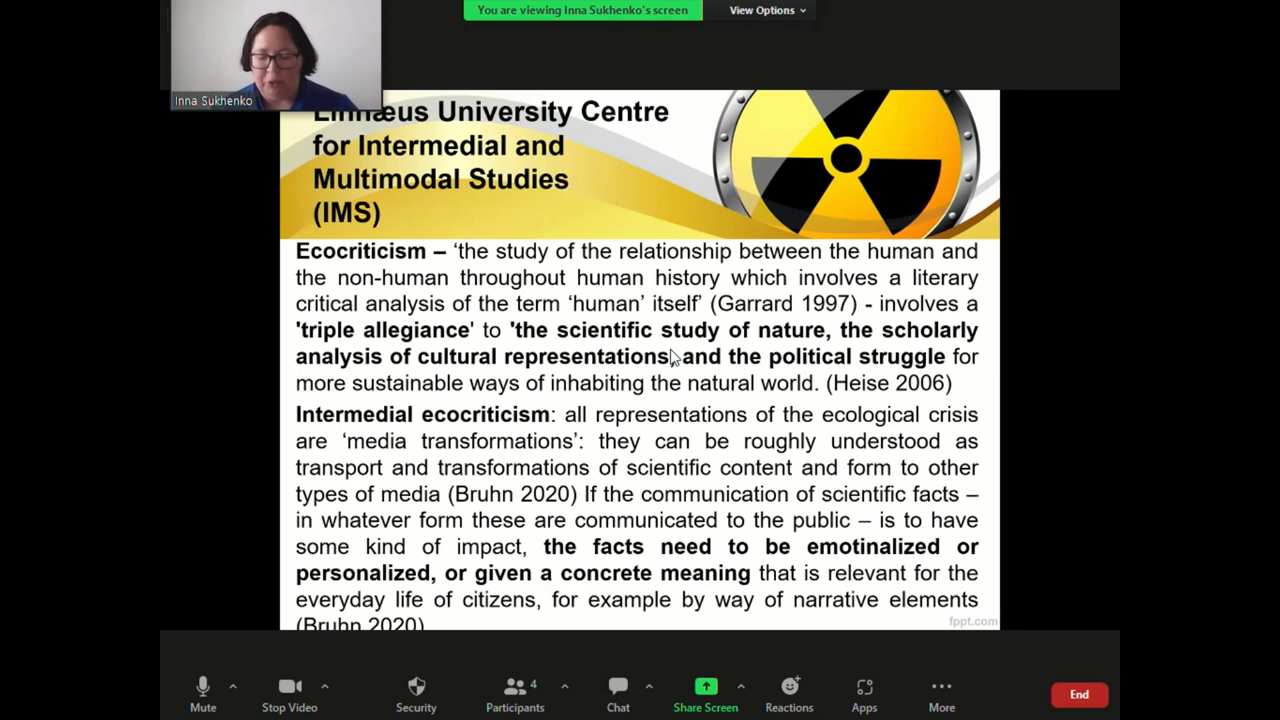 You are viewing Inna Sukhenko's screen
View Options
Inna Sukhenko
Linnæus University Centre
for Intermedial and
Multimodal Studies
(IMS)
Ecocriticism – ‘the study of the relationship between the human and
the non-human throughout human history which involves a literary
critical analysis of the term ‘human’ itself’ (Garrard 1997) - involves a
'triple allegiance' to 'the scientific study of nature, the scholarly
analysis of cultural representations and the political struggle for
more sustainable ways of inhabiting the natural world. (Heise 2006)
Intermedial ecocriticism: all representations of the ecological crisis
are ‘media transformations’: they can be roughly understood as
transport and transformations of scientific content and form to other
types of media (Bruhn 2020) If the communication of scientific facts –
in whatever form these are communicated to the public – is to have
some kind of impact, the facts need to be emotinalized or
personalized, or given a concrete meaning that is relevant for the
everyday life of citizens, for example by way of narrative elements
(Bruhn 2020)
fppt.com
Mute
Stop Video
Security
4
Participants
Chat
Share Screen
Reactions
Apps
More
End